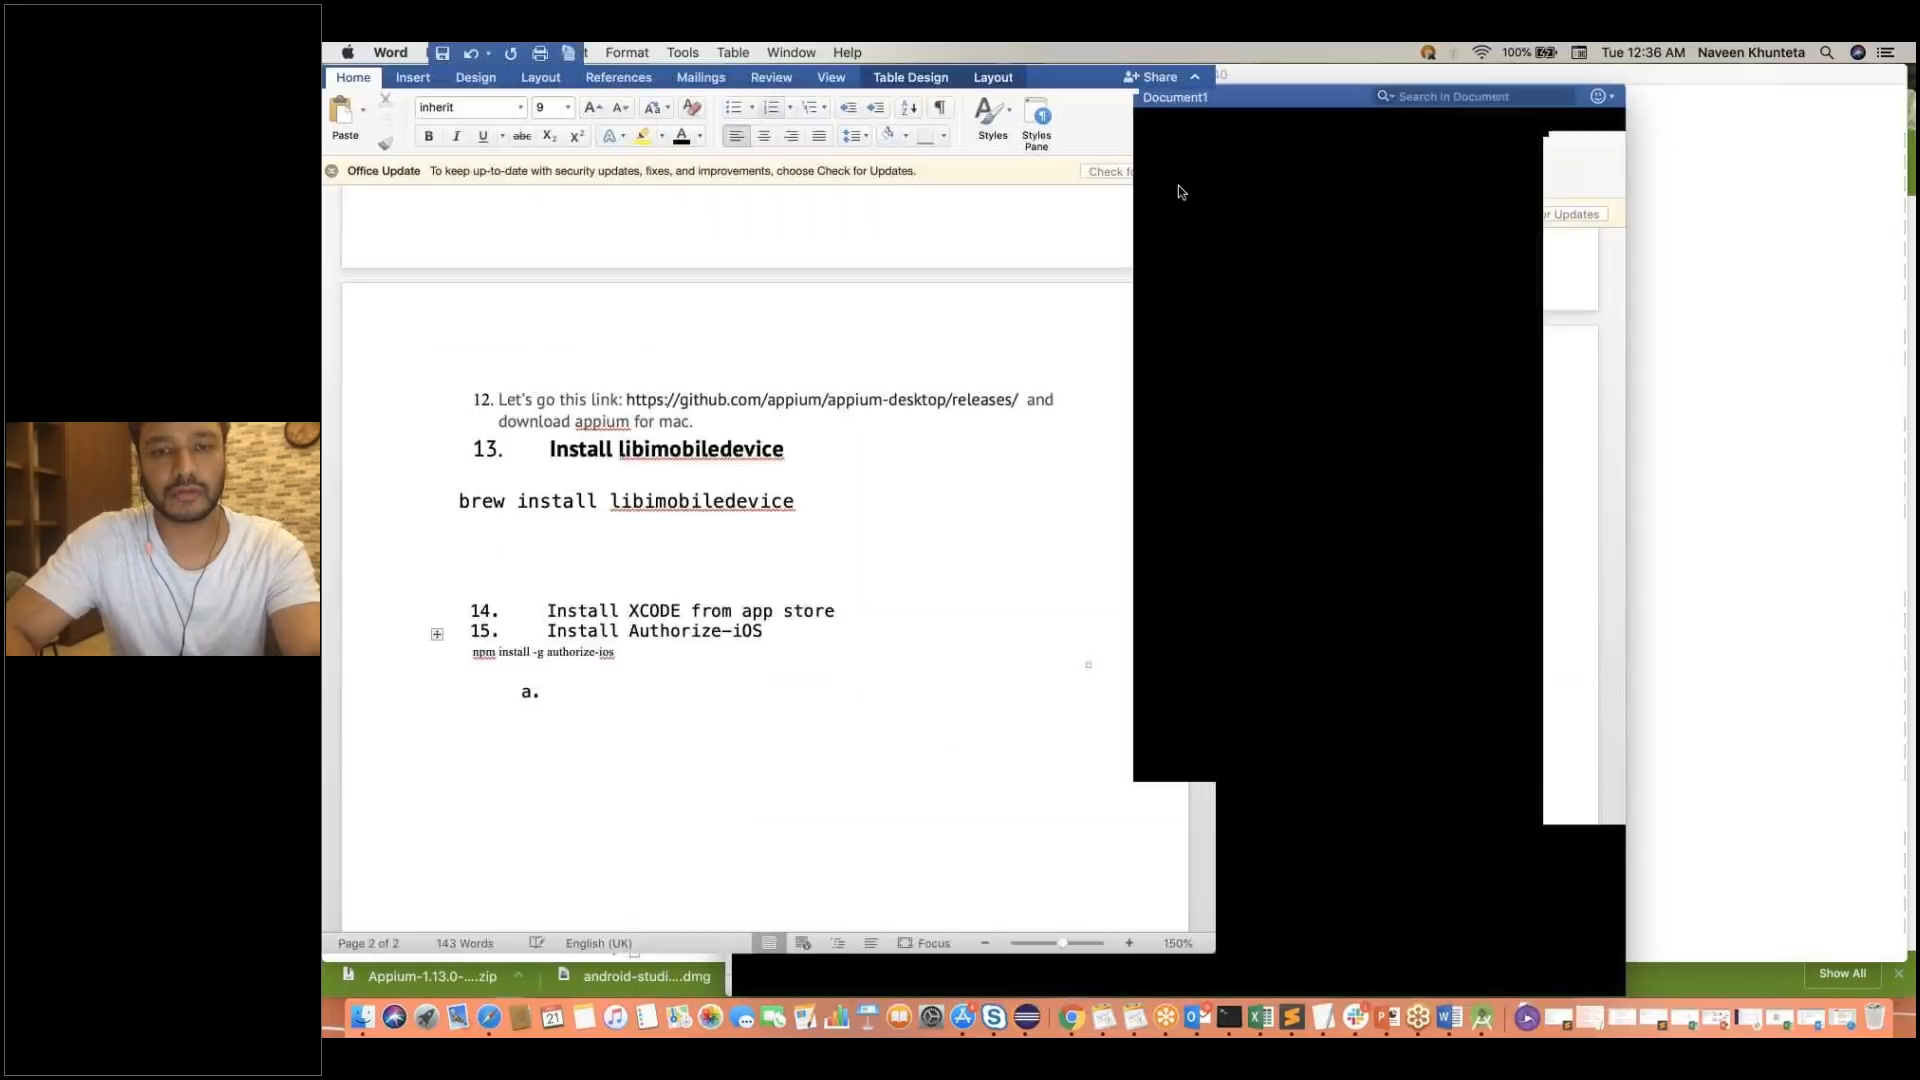 Word
Format
Tools
Table
Window
Help
100%
Tue 12:36 AM
Naveen Khunteta
Home
Insert
Design
Layout
References
Mailings
Review
View
Table Design
Layout
Share
Document1
Search in Document
Paste
inherit
9
Styles
Styles
Pane
Office Update To keep up-to-date with security updates, fixes, and improvements, choose Check for Updates.
Check
Updates
12. Let’s go this link: https://github.com/appium/appium-desktop/releases/ and
download appium for mac.
13. Install libimobiledevice
brew install libimobiledevice
14. Install XCODE from app store
15. Install Authorize-iOS
npm install -g authorize-ios
a.
Page 2 of 2
143 Words
English (UK)
Focus
150%
Appium-1.13.0-....zip
android-studi....dmg
Show All
21